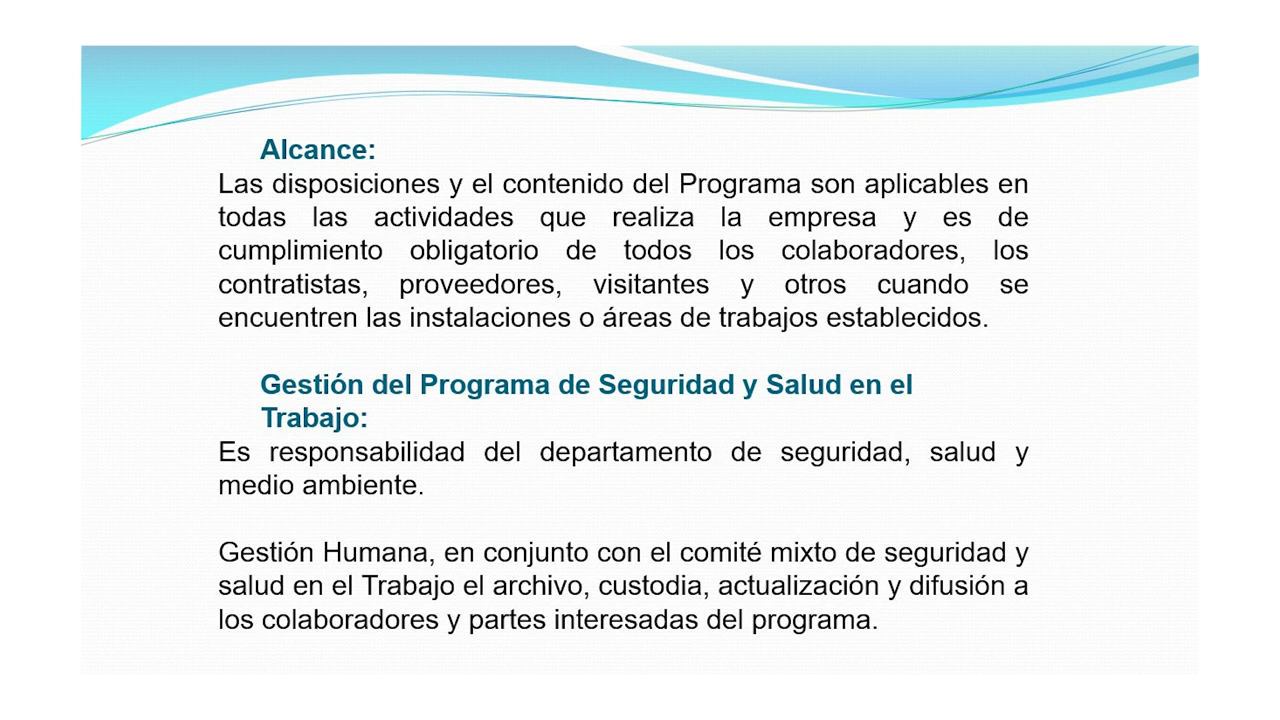 Alcance:
Las disposiciones y el contenido del Programa son aplicables en
todas las actividades que realiza la empresa y es de
cumplimiento obligatorio de todos los colaboradores, los
contratistas, proveedores, visitantes y otros cuando se
encuentren las instalaciones o áreas de trabajos establecidos.
Gestión del Programa de Seguridad y Salud en el
Trabajo:
Es responsabilidad del departamento de seguridad, salud y
medio ambiente.
Gestión Humana, en conjunto con el comité mixto de seguridad y
salud en el Trabajo el archivo, custodia, actualización y difusión a
los colaboradores y partes interesadas del programa.